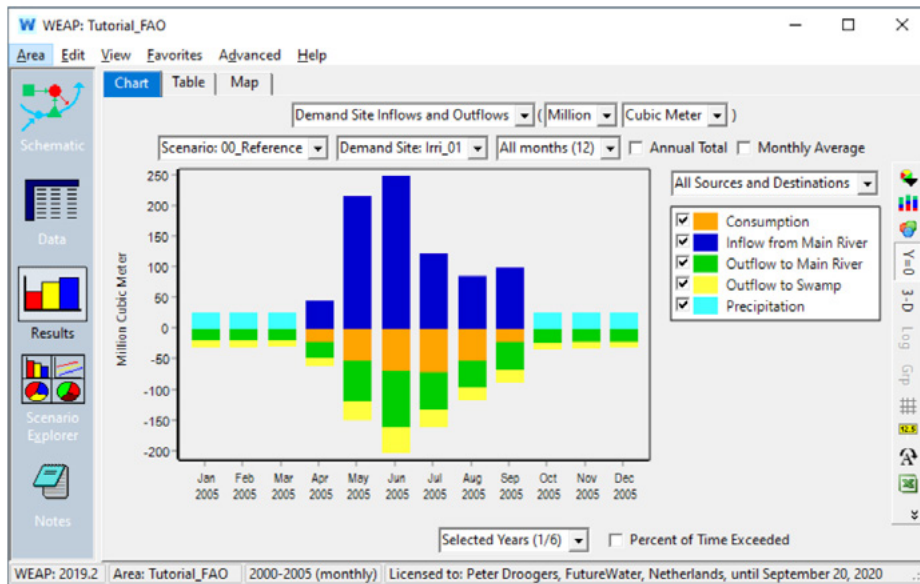 WEAP: Tutorial_FAO
Area Edit View Favorites Advanced Help
Chart Table Map
Demand Site Inflows and Outflows ( Million Cubic Meter )
Scenario: 00_Reference Demand Site: Irri_01 All months (12) Annual Total Monthly Average
All Sources and Destinations
Consumption
Inflow from Main River
Outflow to Main River
Outflow to Swamp
Precipitation
Schematic
Data
Results
Scenario
Explorer
Notes
Million Cubic Meter
250
200
150
100
50
0
-50
-100
-150
-200
Jan Feb Mar Apr May Jun Jul Aug Sep Oct Nov Dec
2005 2005 2005 2005 2005 2005 2005 2005 2005 2005 2005 2005
Y=0
3-D
Log
Grp
12.5
A
Selected Years (1/6) Percent of Time Exceeded
WEAP: 2019.2 Area: Tutorial_FAO 2000-2005 (monthly) Licensed to: Peter Droogers, FutureWater, Netherlands, until September 20, 2020